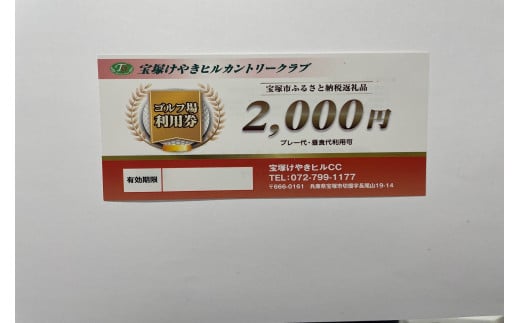 宝塚けやきヒルカントリークラブ
宝塚市ふるさと納税返礼品
ゴルフ場
利用券
2,000円
プレー代・昼食代利用可
宝塚けやきヒルCC
TEL:072-799-1177
有効期限
〒666-0161 兵庫県宝塚市切畑字長尾山19-14